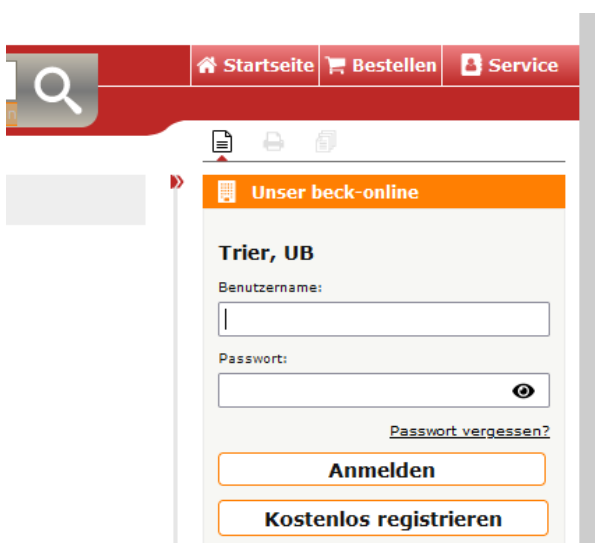 Startseite Bestellen Service
Unser beck-online
Trier, UB
Benutzername:
Passwort:
Passwort vergessen?
Anmelden
Kostenlos registrieren